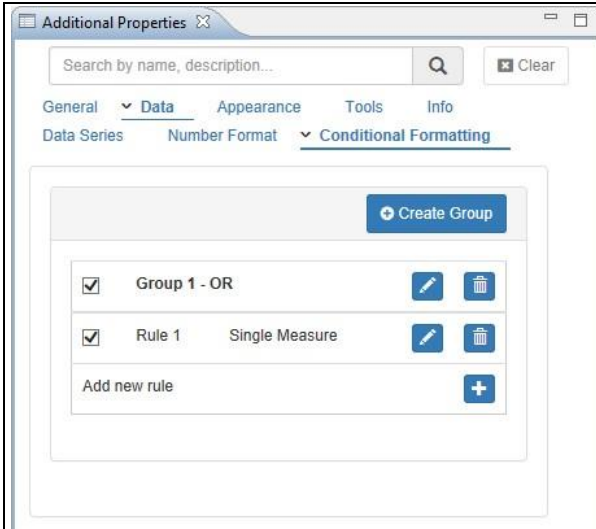 Additional Properties
Search by name, description... Clear
General Data Appearance Tools Info
Data Series Number Format Conditional Formatting
Create Group
Group 1 - OR
Rule 1 Single Measure
Add new rule